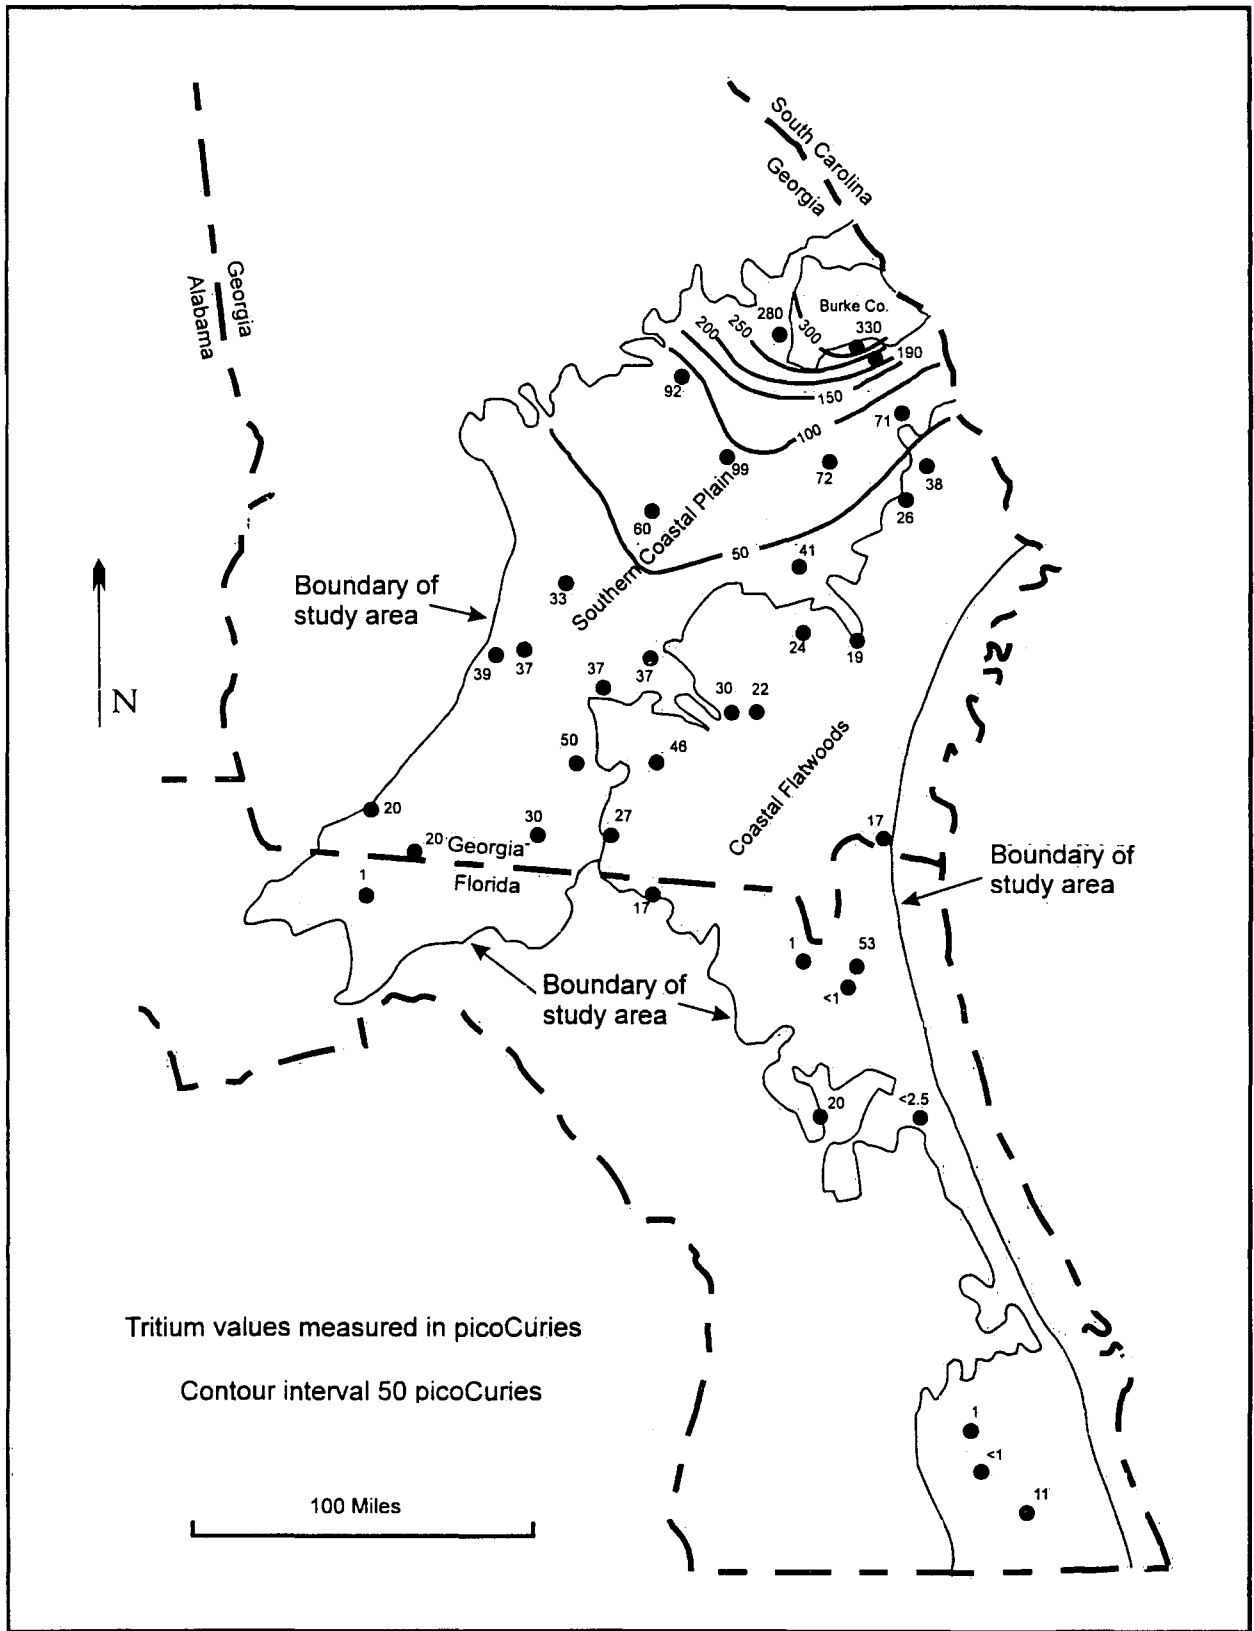 South Carolina
Georgia
Georgia
Alabama
Burke Co.
280
330
200
250
300
190
92
150
71
100
99
72
38
26
60
Southern Coastal Plain
50
41
Boundary of
study area
33
24
19
39
37
37
37
30
22
N
50
46
Coastal Flatwoods
20
30
27
17
20
Georgia
Florida
Boundary of
study area
1
17
1
53
<1
Boundary of
study area
20
<2.5
Tritium values measured in picoCuries
Contour interval 50 picoCuries
1
<1
11
100 Miles